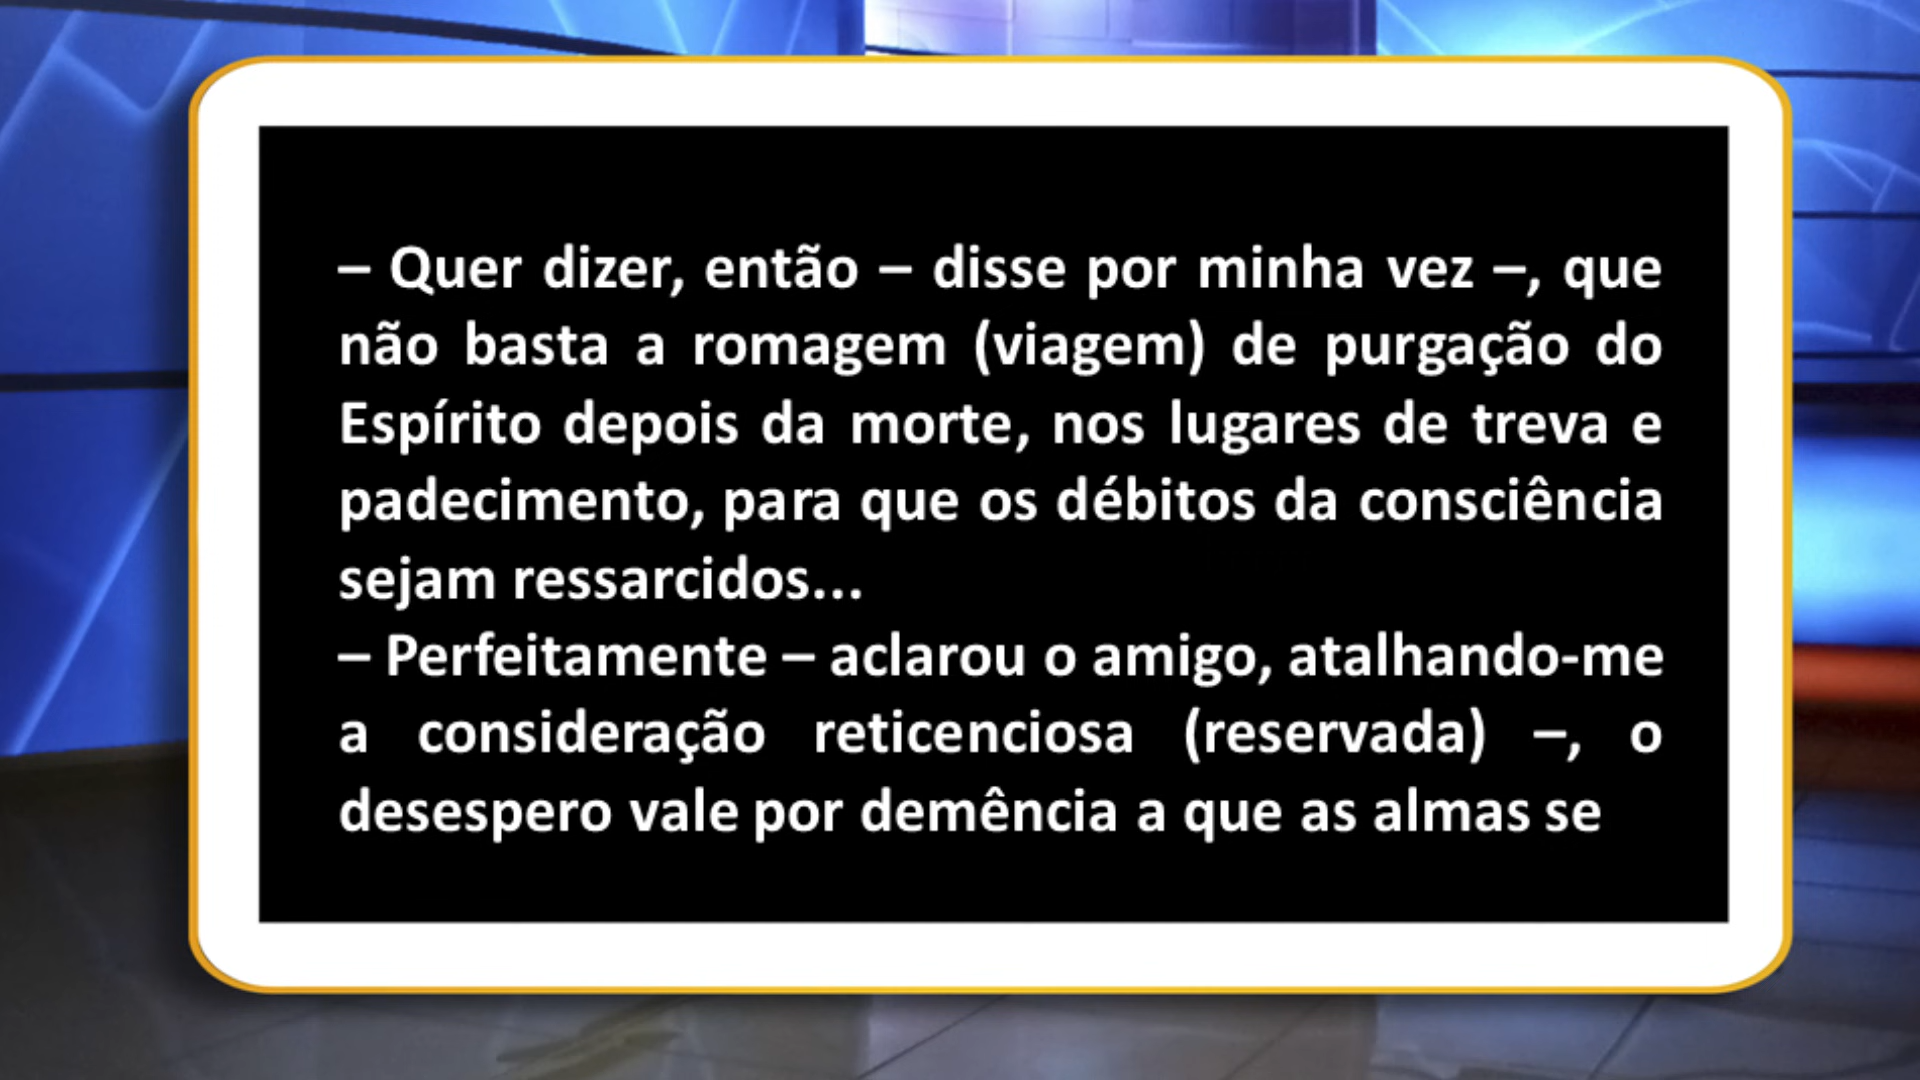 – Quer dizer, então – disse por minha vez –, que
não basta a romagem (viagem) de purgação do
Espírito depois da morte, nos lugares de treva e
padecimento, para que os débitos da consciência
sejam ressarcidos...
– Perfeitamente – aclarou o amigo, atalhando-me
a consideração reticenciosa (reservada) –, o
desespero vale por demência a que as almas se